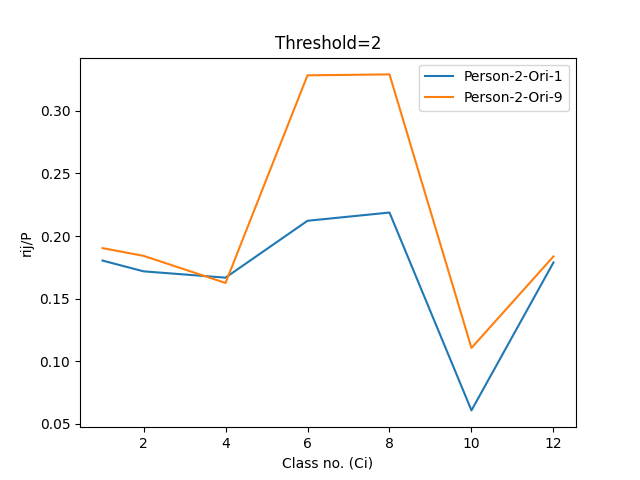 Threshold=2
Person-2-Ori-1
Person-2-Ori-9
rij/P
0.30
0.25
0.20
0.15
0.10
0.05
2 4 6 8 10 12
Class no. (Ci)